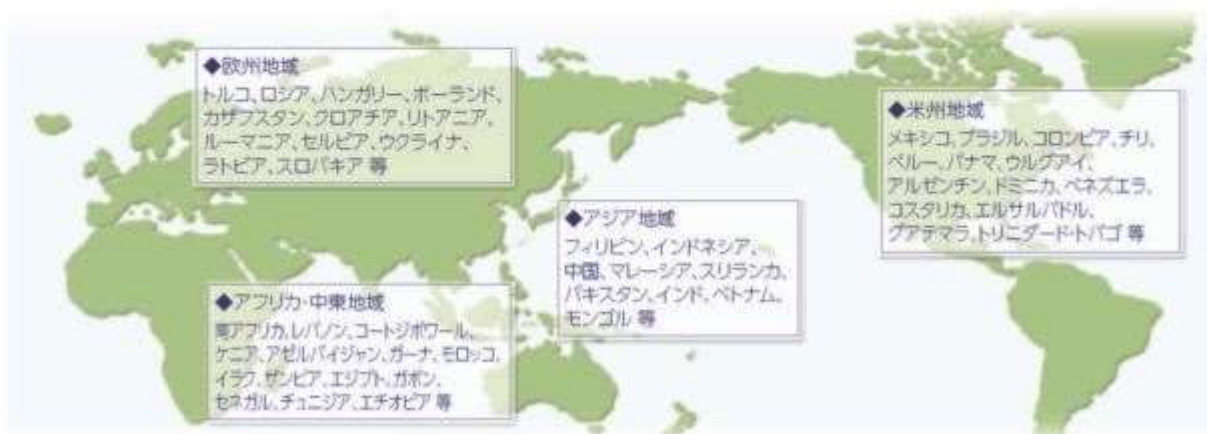 ◆欧州地域
トルコ、ロシア、ハンガリー、ポーランド、
カザフスタン、クロアチア、リトアニア、
ルーマニア、セルビア、ウクライナ、
ラトビア、スロバキア 等
◆米州地域
メキシコ、ブラジル、コロンビア、チリ、
ペルー、パナマ、ウルグアイ、
アルゼンチン、ドミニカ、ベネズエラ、
コスタリカ、エルサルバドル、
グアテマラ、トリニダード・トバゴ 等
◆アジア地域
フィリピン、インドネシア、
中国、マレーシア、スリランカ、
パキスタン、インド、ベトナム、
モンゴル 等
◆アフリカ・中東地域
南アフリカ、レバノン、コートジボワール、
ケニア、アゼルバイジャン、ガーナ、モロッコ、
イラク、ザンビア、エジプト、ガボン、
セネガル、チュニジア、エチオピア 等